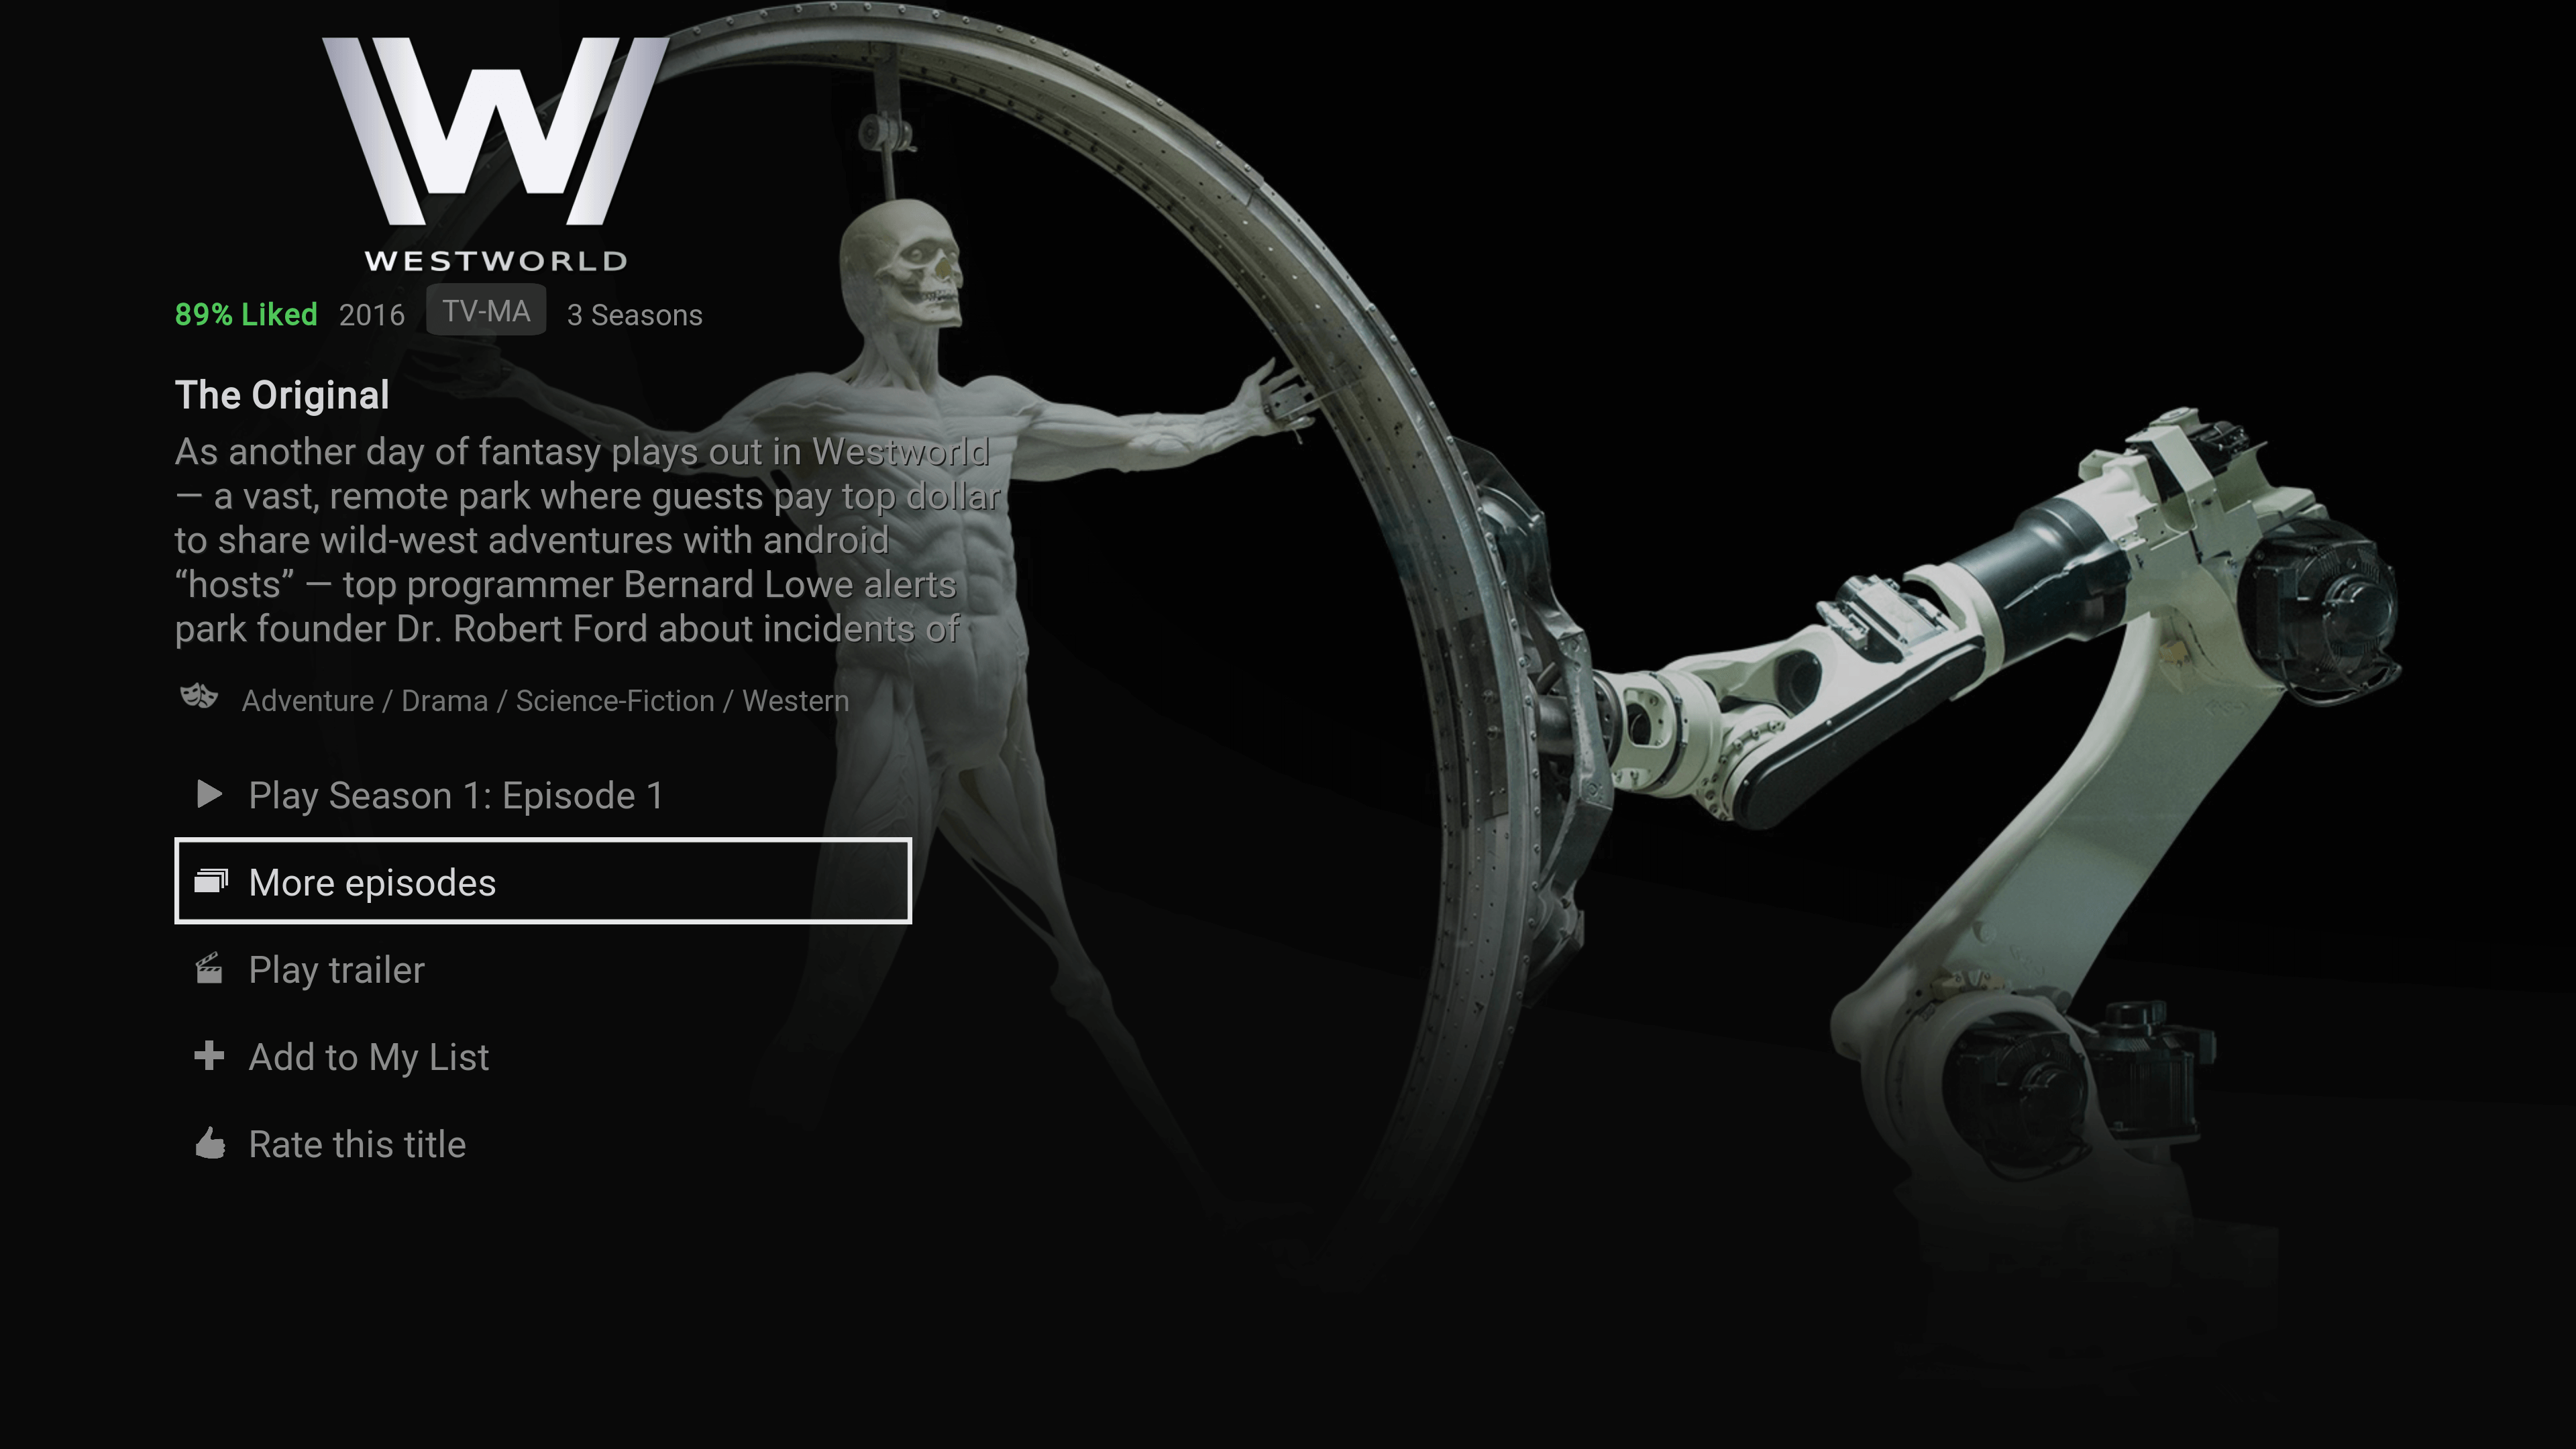 W
WESTWORLD
89% Liked 2016 TV-MA 3 Seasons
The Original
As another day of fantasy plays out in Westworld
— a vast, remote park where guests pay top dollar
to share wild-west adventures with android
“hosts” — top programmer Bernard Lowe alerts
park founder Dr. Robert Ford about incidents of
Adventure / Drama / Science-Fiction / Western
Play Season 1: Episode 1
More episodes
Play trailer
Add to My List
Rate this title